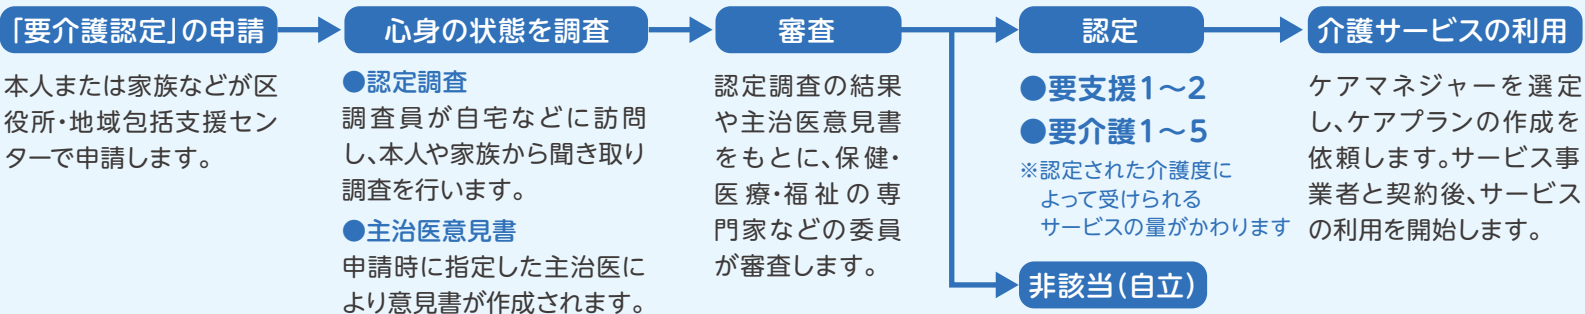 「要介護認定」の申請
本人または家族などが区
役所・地域包括支援セン
ターで申請します。
心身の状態を調査
●認定調査
調査員が自宅などに訪問
し、本人や家族から聞き取り
調査を行います。
●主治医意見書
申請時に指定した主治医に
より意見書が作成されます。
審査
認定調査の結果
や主治医意見書
をもとに、保健・
医療・福祉の専
門家などの委員
が審査します。
認定
●要支援1～2
●要介護1～5
※認定された介護度に
よって受けられる
サービスの量がかわります
非該当(自立)
介護サービスの利用
ケアマネジャーを選定
し、ケアプランの作成を
依頼します。サービス事
業者と契約後、サービス
の利用を開始します。